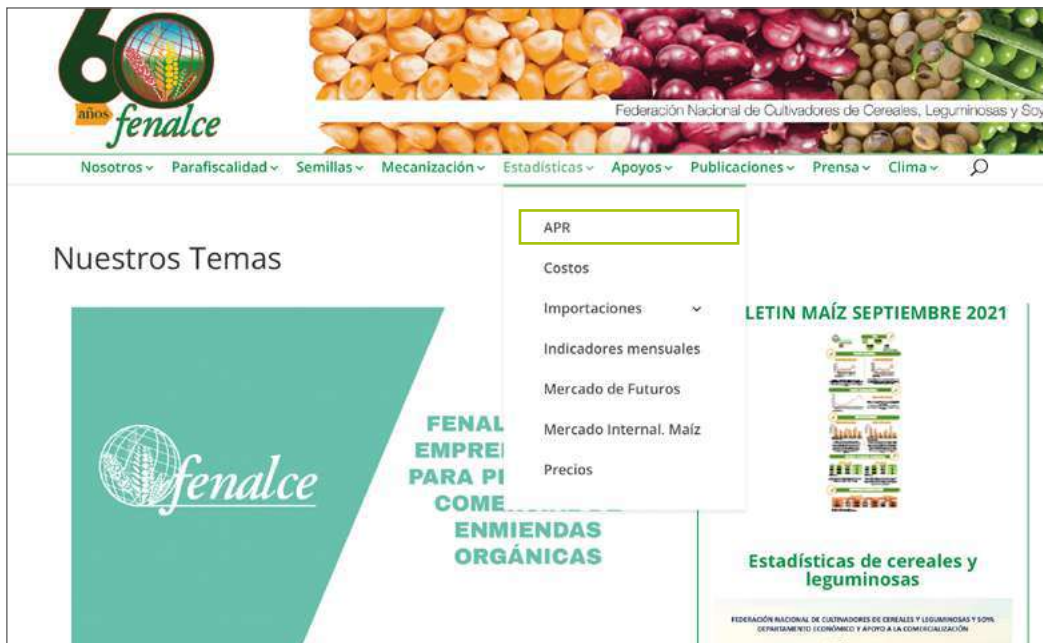 60
años
fenalce
Federación Nacional de Cultivadores de Cereales, Leguminosas y Soy
Nosotros Parafiscalidad Semillas Mecanización Estadísticas Apoyos Publicaciones Prensa Clima
APR
Costos
Importaciones
Indicadores mensuales
Mercado de Futuros
Mercado Internal. Maíz
Precios
Nuestros Temas
fenalce
FENAL
EMPRE
PARA P
COME
ENMIENDAS
ORGÁNICAS
LETIN MAÍZ SEPTIEMBRE 2021
Estadísticas de cereales y
leguminosas
FEDERACIÓN NACIONAL DE CULTIVADORES DE CEREALES Y LEGUMINOSAS Y SOYA
DEPARTAMENTO ECONÓMICO Y APOYO A LA COMERCIALIZACIÓN